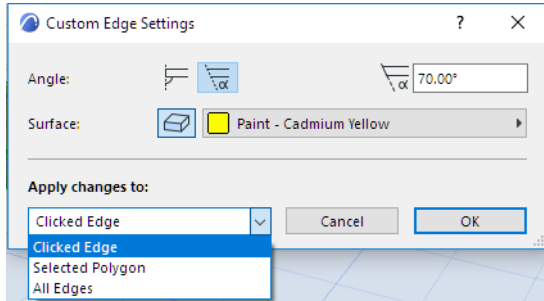 Custom Edge Settings
?
Angle:
α
α
70.00°
Surface:
Paint - Cadmium Yellow
Apply changes to:
Clicked Edge
Cancel
OK
Clicked Edge
Selected Polygon
All Edges